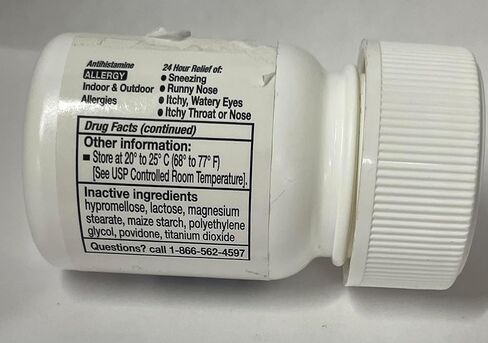 Antihistamine
ALLERGY
Indoor & Outdoor
Allergies
24 Hour Relief of:
● Sneezing
● Runny Nose
● Itchy, Watery Eyes
● Itchy Throat or Nose
Drug Facts (continued)
Other information:
■ Store at 20° to 25° C (68° to 77° F)
[See USP Controlled Room Temperature].
Inactive ingredients
hypromellose, lactose, magnesium
stearate, maize starch, polyethylene
glycol, povidone, titanium dioxide
Questions? call 1-866-562-4597